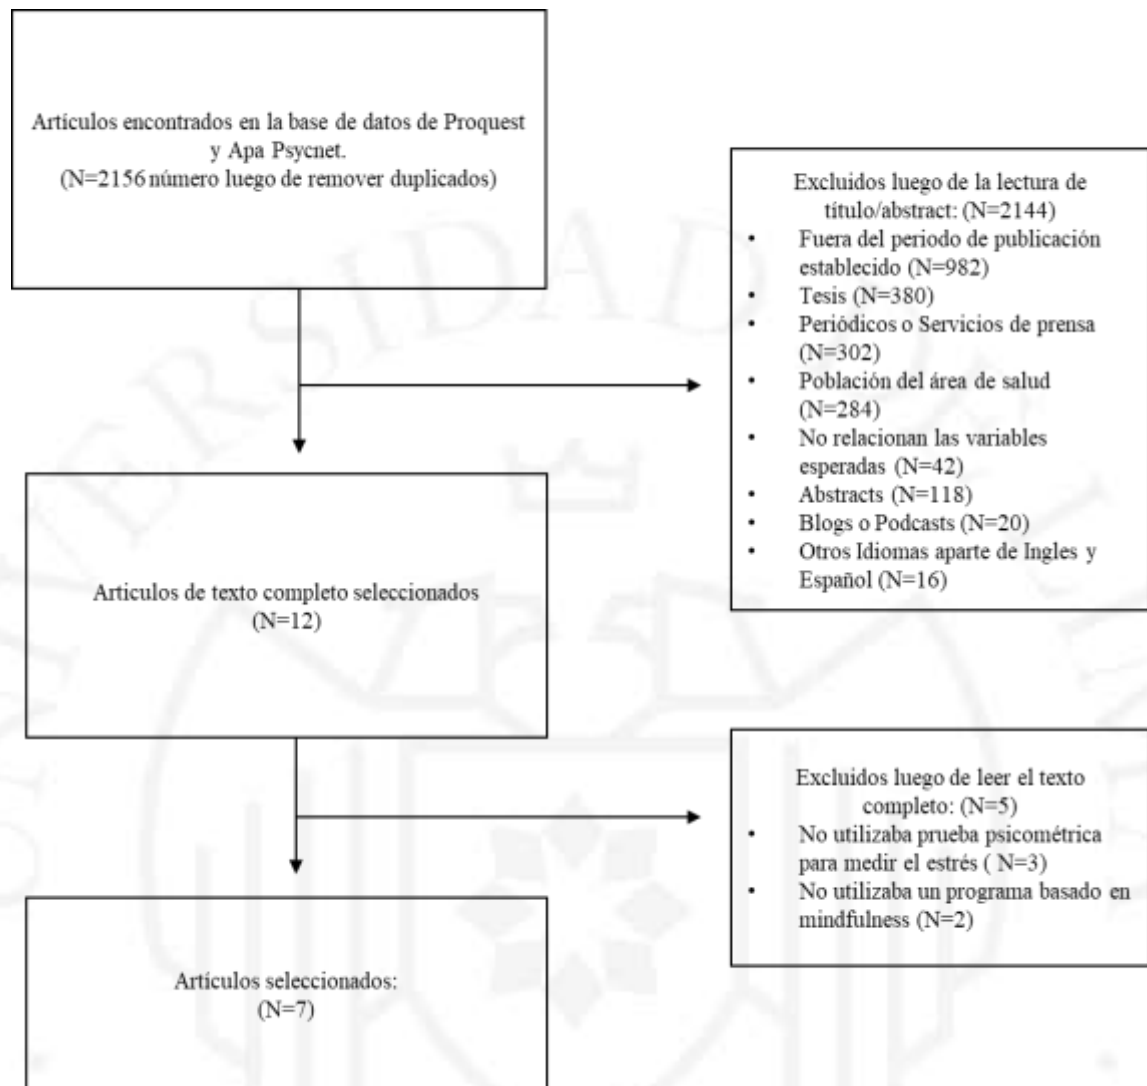 Artículos encontrados en la base de datos de Proquest
y Apa Psycnet.
(N=2156 número luego de remover duplicados)
Excluidos luego de la lectura de
título/abstract: (N=2144)
• Fuera del periodo de publicación
establecido (N=982)
• Tesis (N=380)
• Periódicos o Servicios de prensa
(N=302)
• Población del área de salud
(N=284)
• No relacionan las variables
esperadas (N=42)
• Abstracts (N=118)
• Blogs o Podcasts (N=20)
• Otros Idiomas aparte de Ingles y
Español (N=16)
Articulos de texto completo seleccionados
(N=12)
Excluidos luego de leer el texto
completo: (N=5)
• No utilizaba prueba psicométrica
para medir el estrés ( N=3)
• No utilizaba un programa basado en
mindfulness (N=2)
Artículos seleccionados:
(N=7)